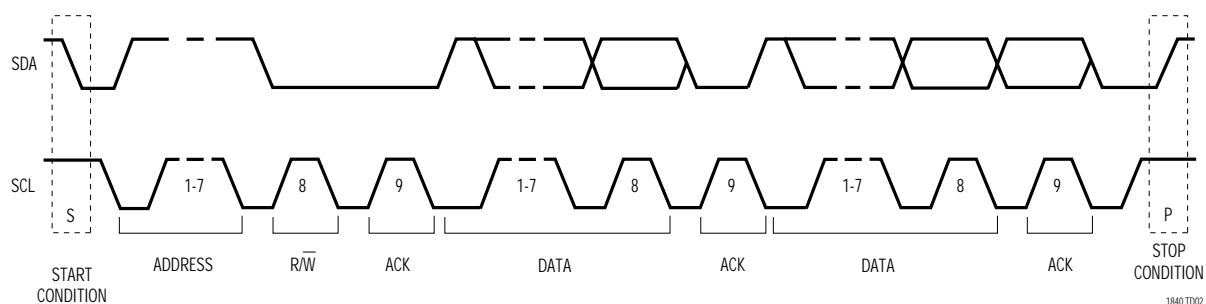 SDA
SCL
1-7
8
9
1-7
8
9
1-7
8
9
S
P
ADDRESS
R/W̅
ACK
DATA
ACK
DATA
ACK
START
CONDITION
STOP
CONDITION
1840 TD02